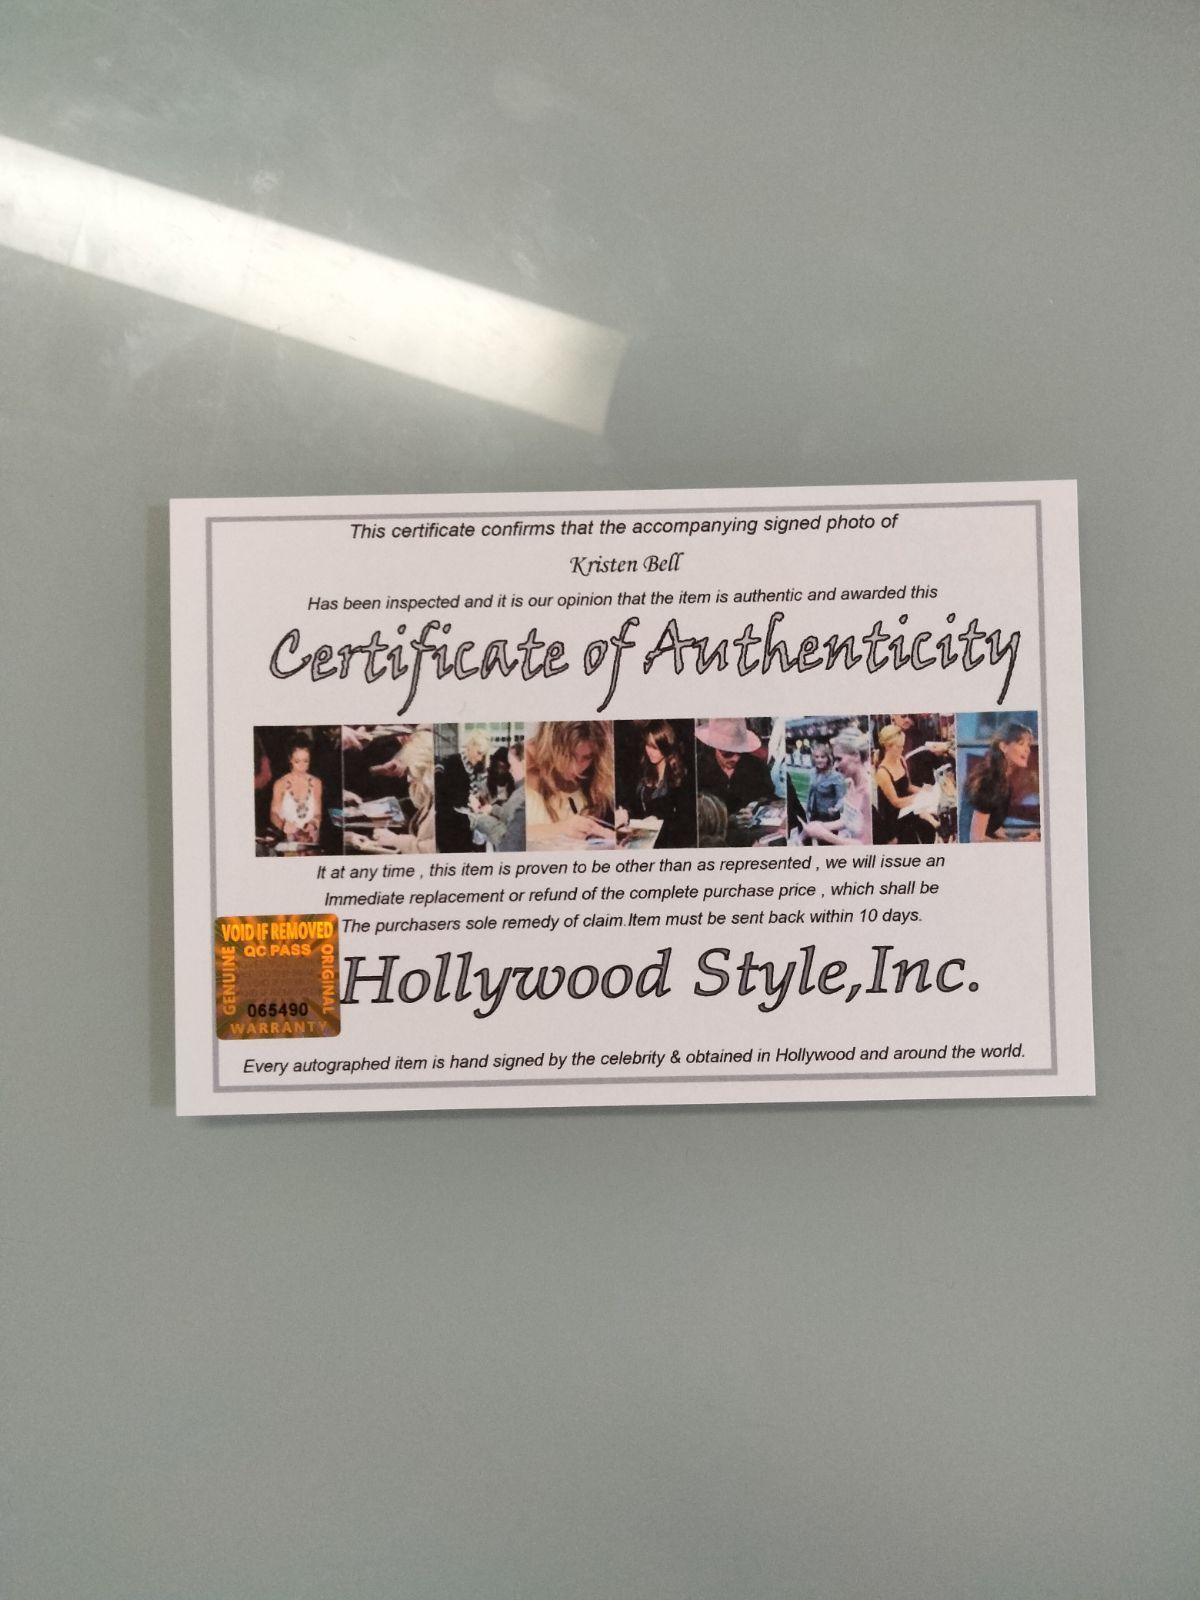 This certificate confirms that the accompanying signed photo of
Kristen Bell
Has been inspected and it is our opinion that the item is authentic and awarded this
Certificate of Authenticity
It at any time , this item is proven to be other than as represented , we will issue an
Immediate replacement or refund of the complete purchase price , which shall be
The purchasers sole remedy of claim.Item must be sent back within 10 days.
VOID IF REMOVED
QC PASS
GENUINE
ORIGINAL
065490
WARRANTY
Hollywood Style,Inc.
Every autographed item is hand signed by the celebrity & obtained in Hollywood and around the world.